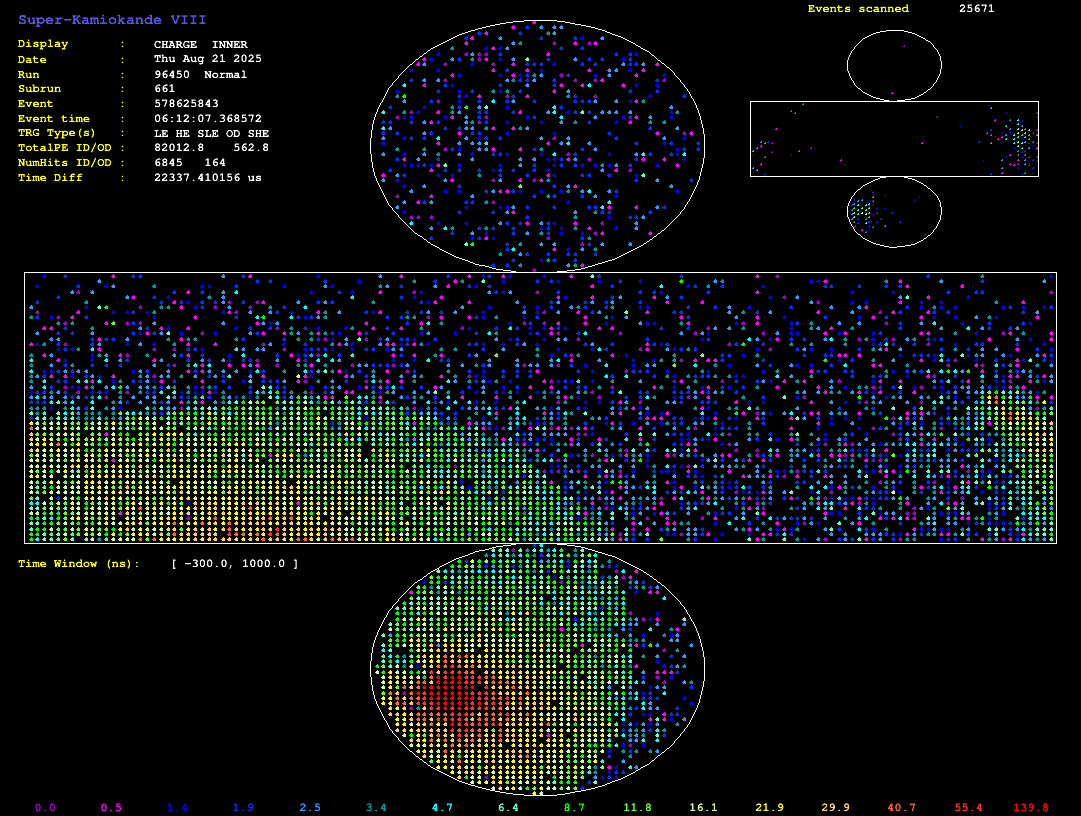 Super-Kamiokande VIII
Events scanned 25671
Display : CHARGE INNER
Date : Thu Aug 21 2025
Run : 96450 Normal
Subrun : 661
Event : 578625843
Event time : 06:12:07.368572
TRG Type(s) : LE HE SLE OD SHE
TotalPE ID/OD : 82012.8 562.8
NumHits ID/OD : 6845 164
Time Diff : 22337.410156 us
Time Window (ns): [ −300.0, 1000.0 ]
0.0 0.5 1.4 1.9 2.5 3.4 4.7 6.4 8.7 11.8 16.1 21.9 29.9 40.7 55.4 139.8